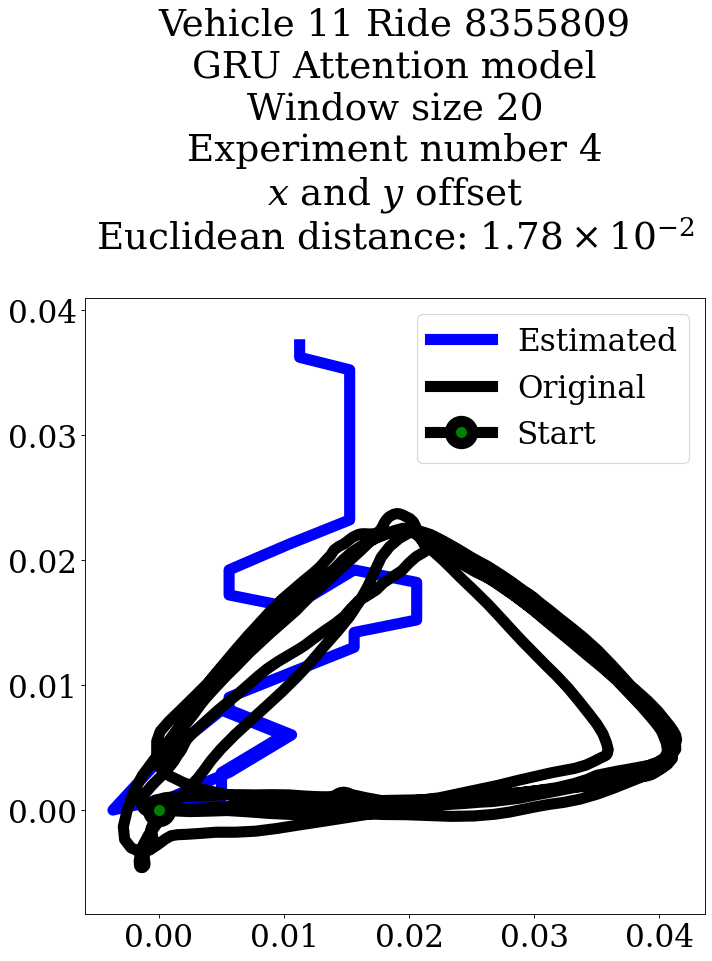 Vehicle 11 Ride 8355809
GRU Attention model
Window size 20
Experiment number 4
x and y offset
Euclidean distance: 1.78 × 10⁻²
0.04
Estimated
Original
Start
0.03
0.02
0.01
0.00
0.00 0.01 0.02 0.03 0.04